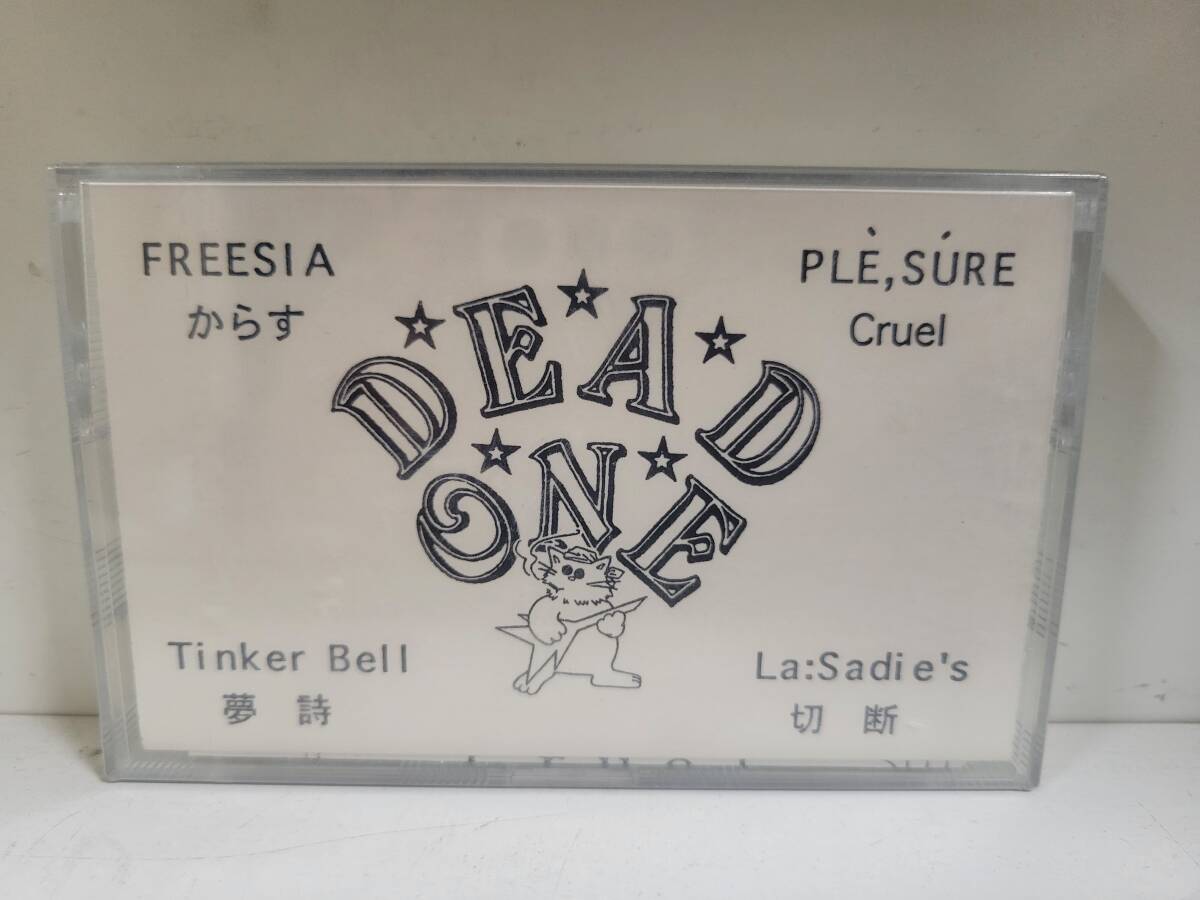 FREESIA
からす
PLÈ,SÚRE
Cruel
DEAD
ONE
Tinker Bell
夢 詩
La:Sadie's
切 断